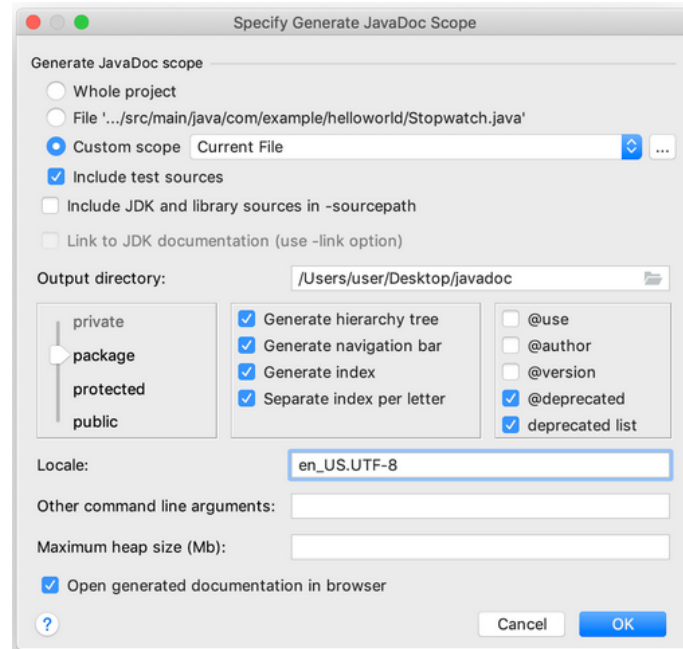 Specify Generate JavaDoc Scope
Generate JavaDoc scope
Whole project
File '.../src/main/java/com/example/helloworld/Stopwatch.java'
Custom scope Current File ...
Include test sources
Include JDK and library sources in -sourcepath
Link to JDK documentation (use -link option)
Output directory: /Users/user/Desktop/javadoc
private
package
protected
public
Generate hierarchy tree
Generate navigation bar
Generate index
Separate index per letter
@use
@author
@version
@deprecated
deprecated list
Locale: en_US.UTF-8
Other command line arguments:
Maximum heap size (Mb):
Open generated documentation in browser
? Cancel OK